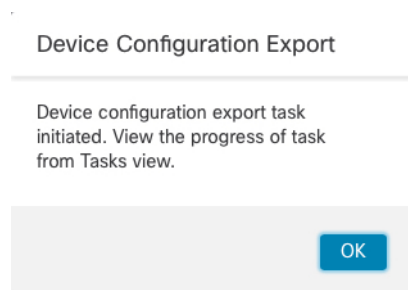 Device Configuration Export
Device configuration export task
initiated. View the progress of task
from Tasks view.
OK